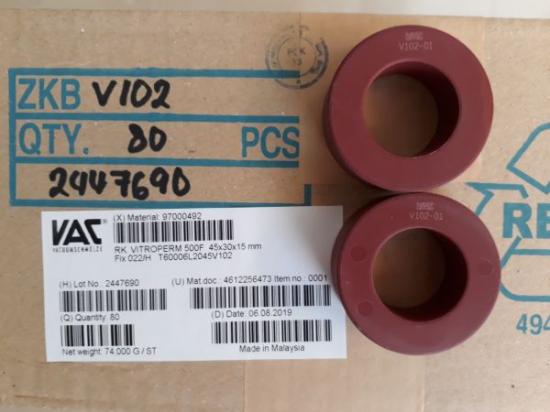 ZKB V102
QTY. 80 PCS
2447690
VAC
VACUUMSCHMELZE
(X) Material: 97000492
RK VITROPERM 500F 45x30x15 mm
Fix 022/H T60006L2045V102
(H) Lot No.: 2447690
(U) Mat.doc.: 4612256473 Item no.: 0001
(Q) Quantity: 80
(D) Date: 06.08.2019
Net weight: 74.000 G / ST
Made in Malaysia
VAC
V102-01
VAC
V102-01
RE
494